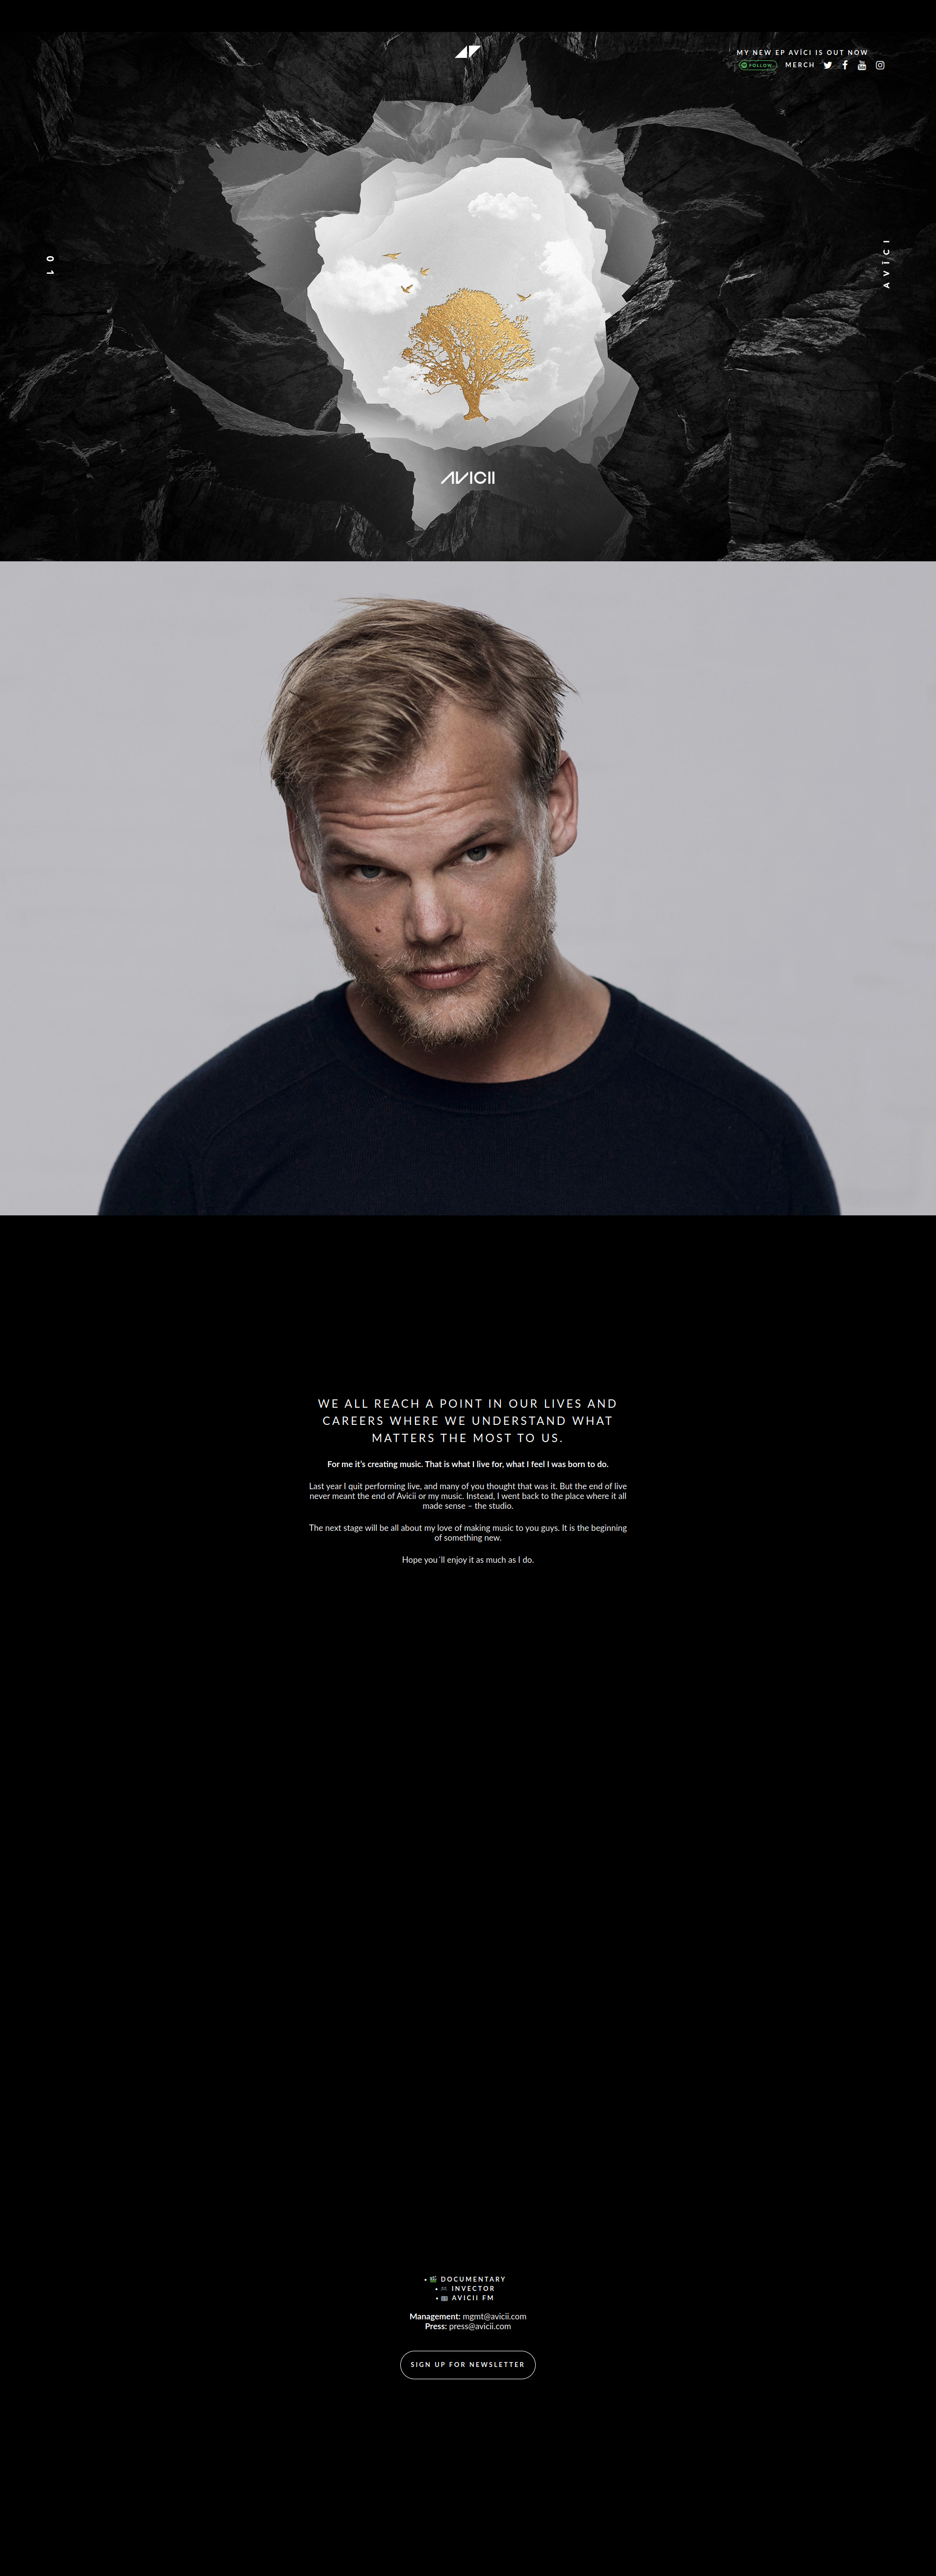 MY NEW EP AVĪCI IS OUT NOW
FOLLOW MERCH
01
AVĪCI
AVICII
WE ALL REACH A POINT IN OUR LIVES AND
CAREERS WHERE WE UNDERSTAND WHAT
MATTERS THE MOST TO US.
For me it's creating music. That is what I live for, what I feel I was born to do.
Last year I quit performing live, and many of you thought that was it. But the end of live
never meant the end of Avicii or my music. Instead, I went back to the place where it all
made sense – the studio.
The next stage will be all about my love of making music to you guys. It is the beginning
of something new.
Hope you´ll enjoy it as much as I do.
• DOCUMENTARY
• INVECTOR
• AVICII FM
Management: mgmt@avicii.com
Press: press@avicii.com
SIGN UP FOR NEWSLETTER